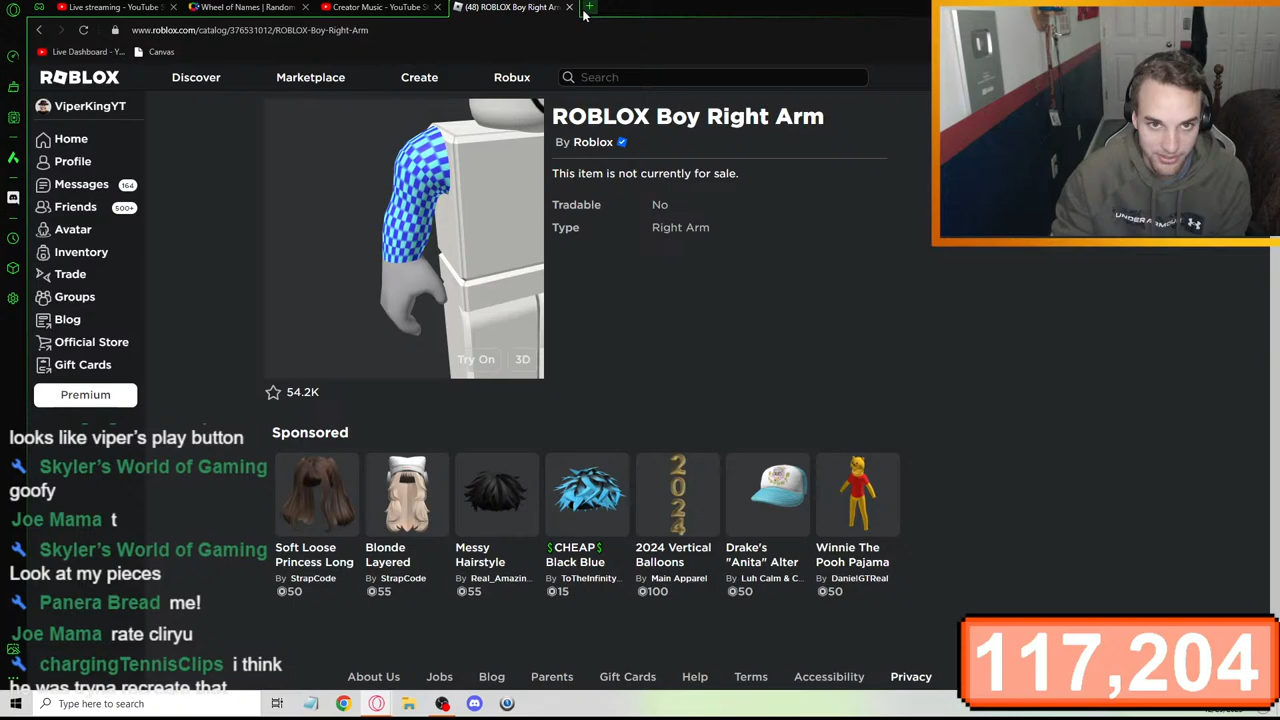 Live streaming - YouTube S
Wheel of Names | Random
Creator Music - YouTube S
(48) ROBLOX Boy Right Arm
www.roblox.com/catalog/376531012/ROBLOX-Boy-Right-Arm
Live Dashboard - Y...
Canvas
ROBLOX
Discover
Marketplace
Create
Robux
Search
ViperKingYT
Home
Profile
Messages
164
Friends
500+
Avatar
Inventory
Trade
Groups
Blog
Official Store
Gift Cards
Premium
ROBLOX Boy Right Arm
By Roblox
This item is not currently for sale.
Tradable No
Type Right Arm
Try On
3D
54.2K
Sponsored
Soft Loose
Princess Long
By StrapCode
50
Blonde
Layered
By StrapCode
55
Messy
Hairstyle
By Real_Amazin...
55
$CHEAP$
Black Blue
By ToTheInfinity...
15
2024 Vertical
Balloons
By Main Apparel
100
Drake's
"Anita" Alter
By Luh Calm & C...
50
Winnie The
Pooh Pajama
By DanielGTReal
50
looks like viper's play button
Skyler's World of Gaming
goofy
Joe Mama t
Skyler's World of Gaming
Look at my pieces
Panera Bread me!
Joe Mama rate cliryu
chargingTennisClips i think
he was tryna recreate that
About Us
Jobs
Blog
Parents
Gift Cards
Help
Terms
Accessibility
Privacy
UNDER ARMOUR
117,204
Type here to search